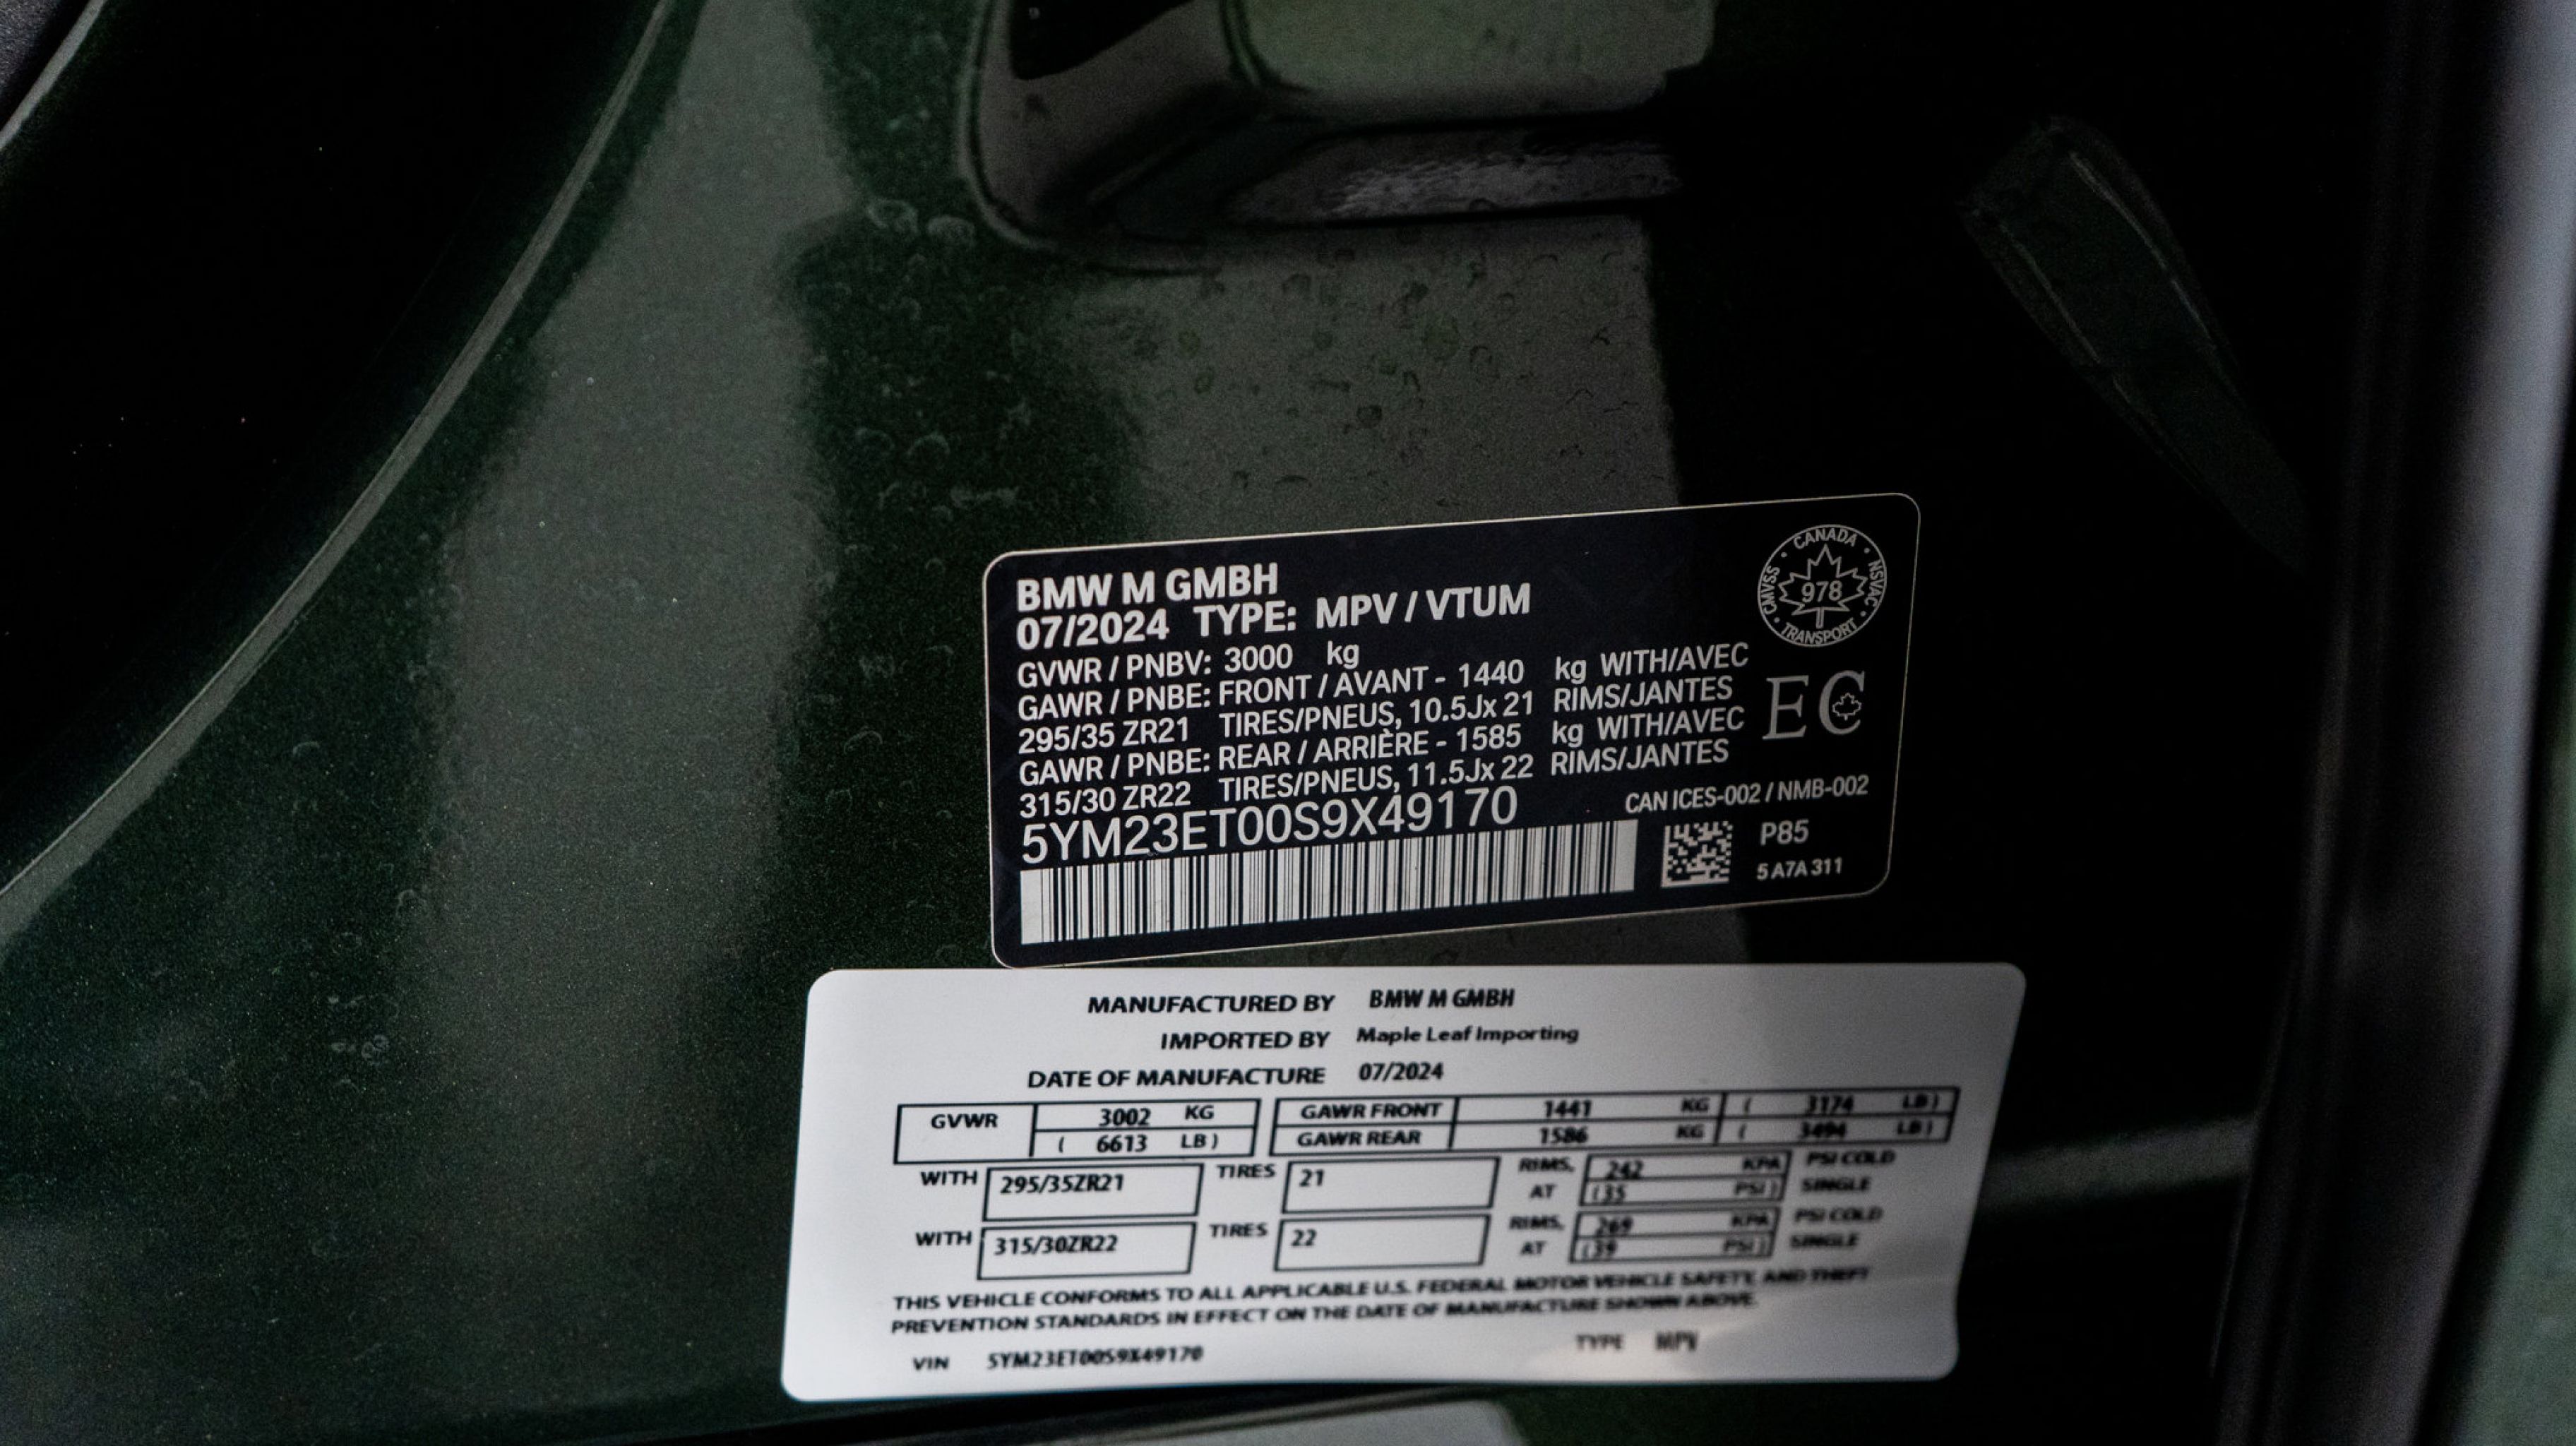 BMW M GMBH
07/2024 TYPE: MPV / VTUM
GVWR / PNBV: 3000 kg
GAWR / PNBE: FRONT / AVANT - 1440 kg WITH/AVEC
295/35 ZR21 TIRES/PNEUS, 10.5Jx 21 RIMS/JANTES
GAWR / PNBE: REAR / ARRIÈRE - 1585 kg WITH/AVEC
315/30 ZR22 TIRES/PNEUS, 11.5Jx 22 RIMS/JANTES
5YM23ET00S9X49170
CANADA
CMVSS 978 NSVAC
TRANSPORT
EC
CAN ICES-002 / NMB-002
P85
5 A7A 311
MANUFACTURED BY BMW M GMBH
IMPORTED BY Maple Leaf Importing
DATE OF MANUFACTURE 07/2024
GVWR 3002 KG GAWR FRONT 1441 KG ( 3174 LB )
( 6613 LB ) GAWR REAR 1586 KG ( 3494 LB )
WITH 295/35ZR21 TIRES 21 RIMS, 242 KPA PSI COLD
AT ( 35 PSI ) SINGLE
WITH 315/30ZR22 TIRES 22 RIMS, 269 KPA PSI COLD
AT ( 39 PSI ) SINGLE
THIS VEHICLE CONFORMS TO ALL APPLICABLE U.S. FEDERAL MOTOR VEHICLE SAFETY, AND THEFT
PREVENTION STANDARDS IN EFFECT ON THE DATE OF MANUFACTURE SHOWN ABOVE.
VIN 5YM23ET00S9X49170 TYPE MPV